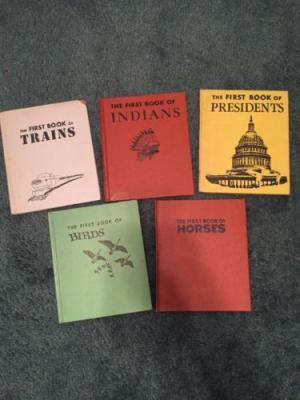 THE FIRST BOOK OF
TRAINS
THE FIRST BOOK OF
INDIANS
THE FIRST BOOK OF
PRESIDENTS
THE FIRST BOOK OF
BIRDS
THE FIRST BOOK OF
HORSES